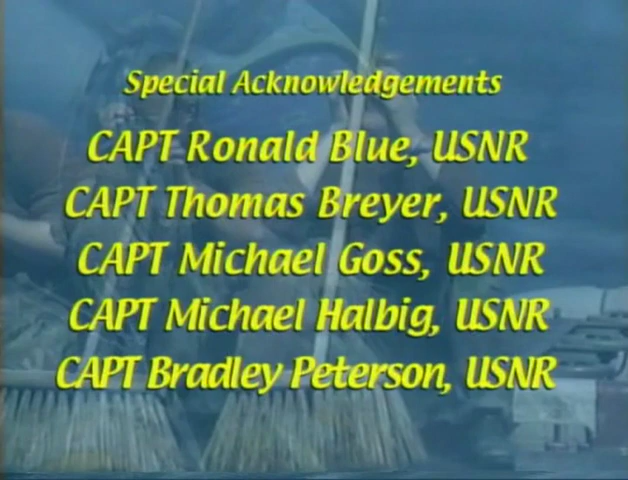 Special Acknowledgements
CAPT Ronald Blue, USNR
CAPT Thomas Breyer, USNR
CAPT Michael Goss, USNR
CAPT Michael Halbig, USNR
CAPT Bradley Peterson, USNR